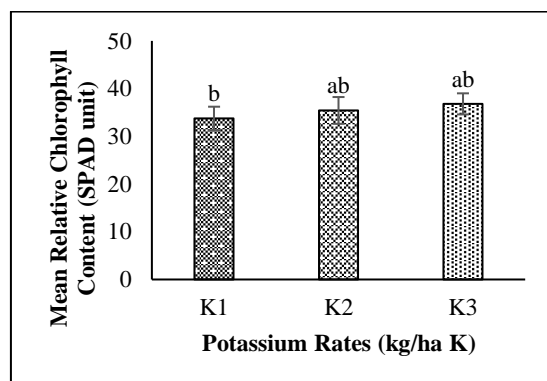 Mean Relative Chlorophyll
Content (SPAD unit)
50
40
30
20
10
0
b
ab
ab
K1
K2
K3
Potassium Rates (kg/ha K)